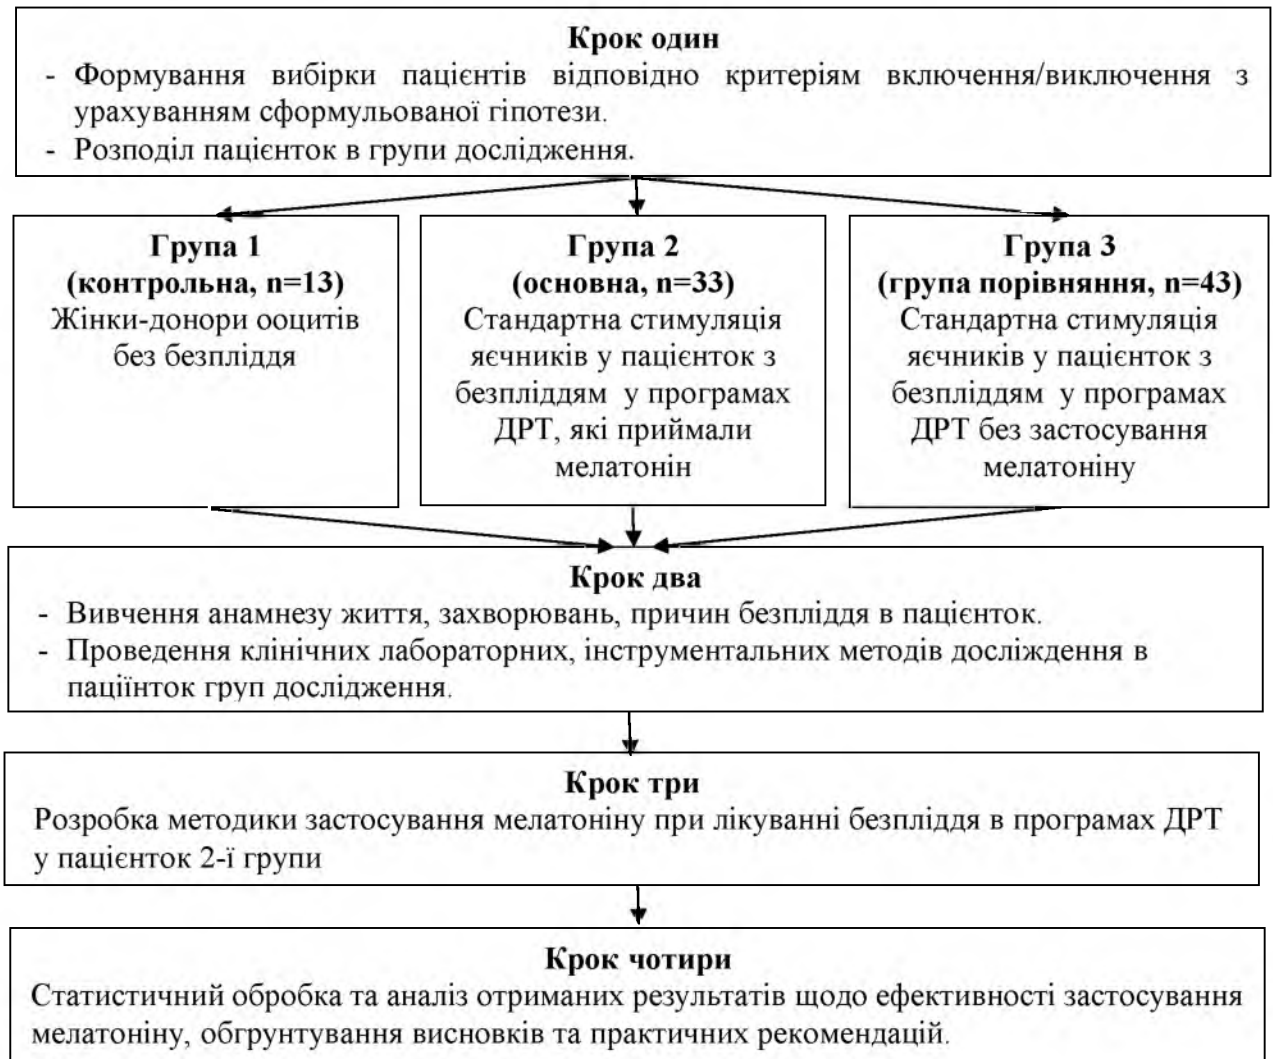 Крок один
- Формування вибірки пацієнтів відповідно критеріям включення/виключення з
урахуванням сформульованої гіпотези.
- Розподіл пацієнток в групи дослідження.
Група 1
(контрольна, n=13)
Жінки-донори ооцитів
без безпліддя
Група 2
(основна, n=33)
Стандартна стимуляція
яєчників у пацієнток з
безпліддям у програмах
ДРТ, які приймали
мелатонін
Група 3
(група порівняння, n=43)
Стандартна стимуляція
яєчників у пацієнток з
безпліддям у програмах
ДРТ без застосування
мелатоніну
Крок два
- Вивчення анамнезу життя, захворювань, причин безпліддя в пацієнток.
- Проведення клінічних лабораторних, інструментальних методів досліждення в
паціїнток груп дослідження.
Крок три
Розробка методики застосування мелатоніну при лікуванні безпліддя в програмах ДРТ
у пацієнток 2-ї групи
Крок чотири
Статистичний обробка та аналіз отриманих результатів щодо ефективності застосування
мелатоніну, обгрунтування висновків та практичних рекомендацій.